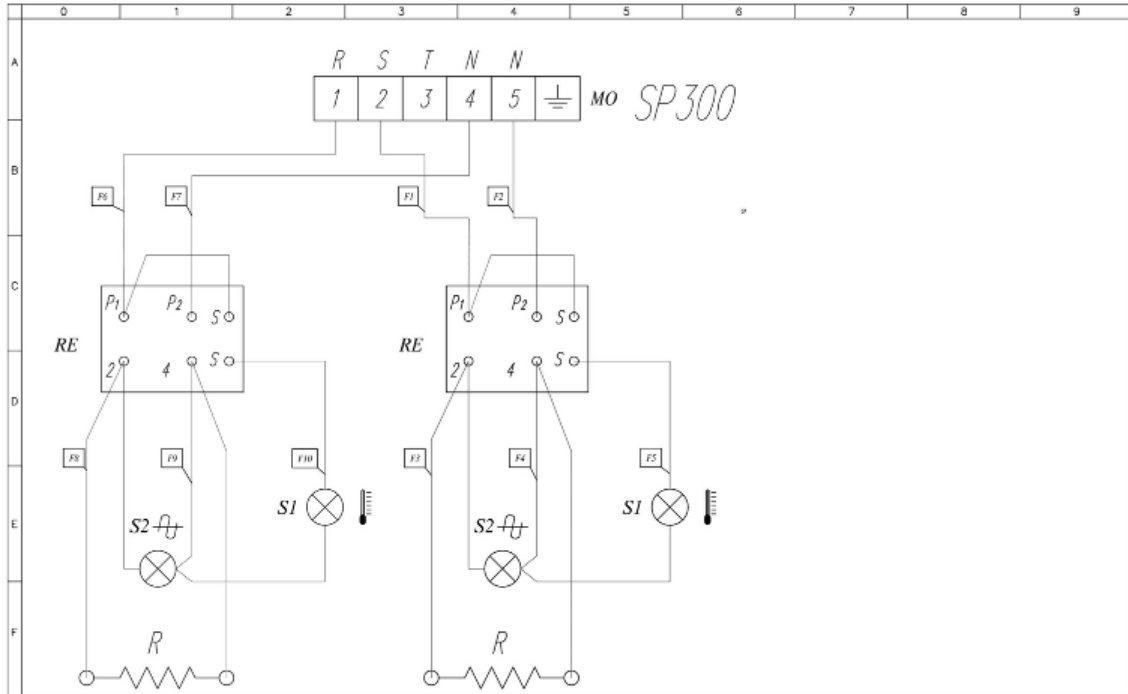 0 1 2 3 4 5 6 7 8 9
A
R S T N N
1 2 3 4 5 MO SP300
B
F6 F7 F1 F2
C
P1 P2 S P1 P2 S
RE RE
2 4 S 2 4 S
D
F8 F9 F10 F3 F4 F5
S1 S1
E
S2 S2
F
R R